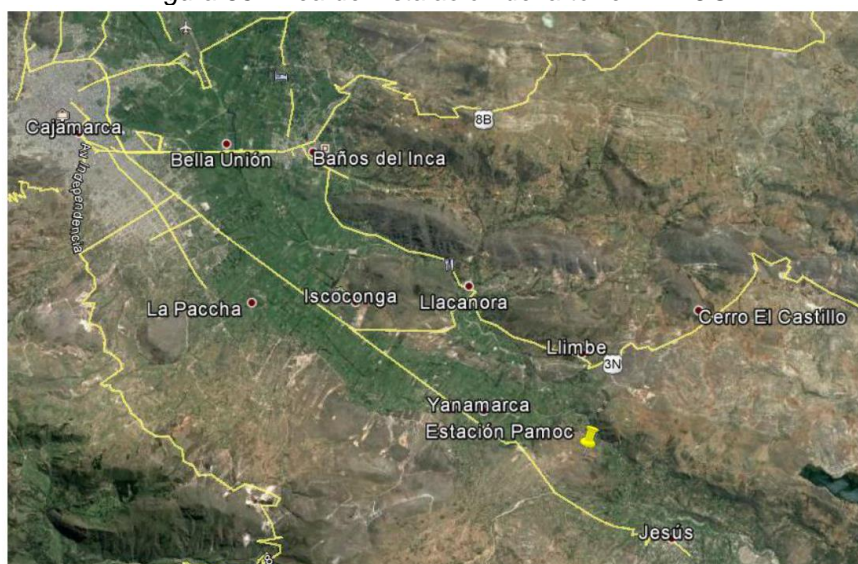 8B
Cajamarca
Bella Unión
Baños del Inca
Av Independencia
Iscoconga
Llacanora
La Paccha
Cerro El Castillo
Llimbe
3N
Yanamarca
Estación Pamoc
Jesús